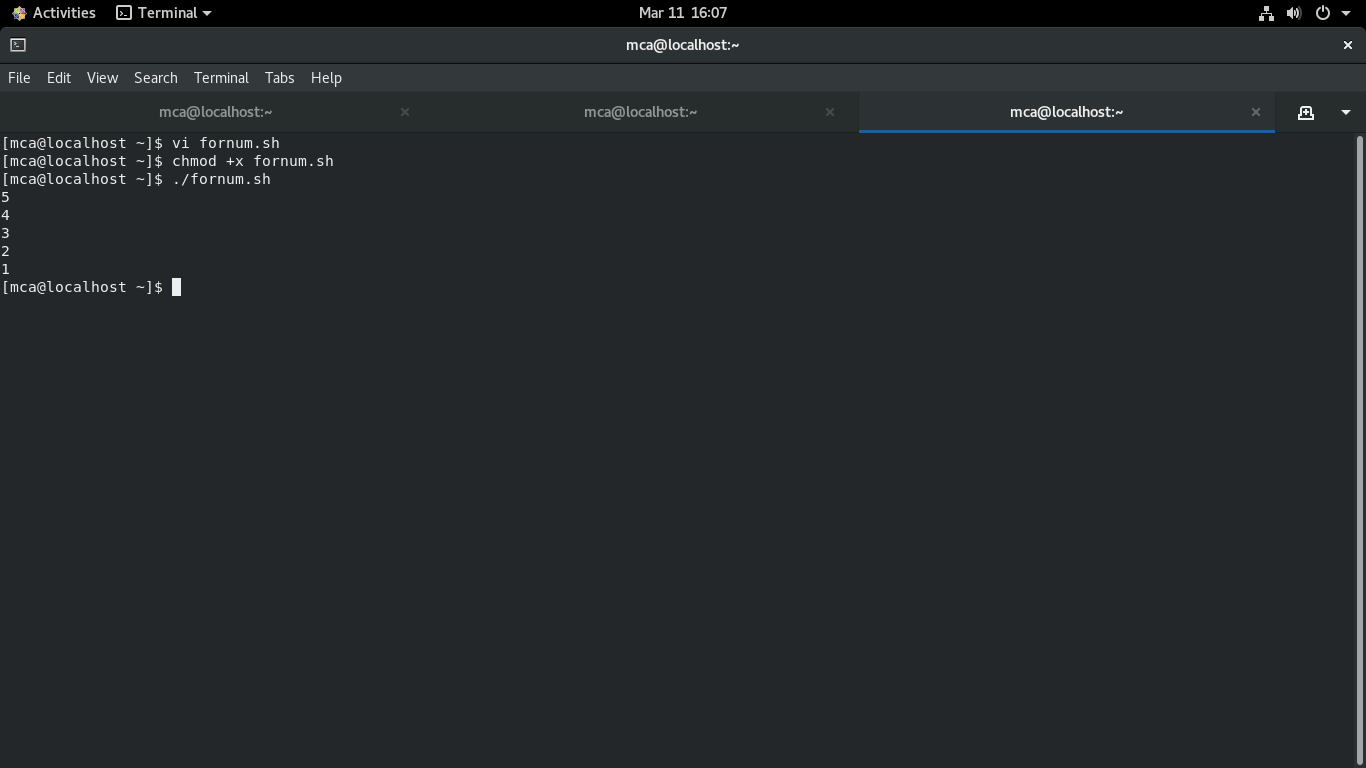 Activities Terminal Mar 11 16:07
mca@localhost:~
File Edit View Search Terminal Tabs Help
mca@localhost:~ mca@localhost:~ mca@localhost:~
[mca@localhost ~]$ vi fornum.sh
[mca@localhost ~]$ chmod +x fornum.sh
[mca@localhost ~]$ ./fornum.sh
5
4
3
2
1
[mca@localhost ~]$